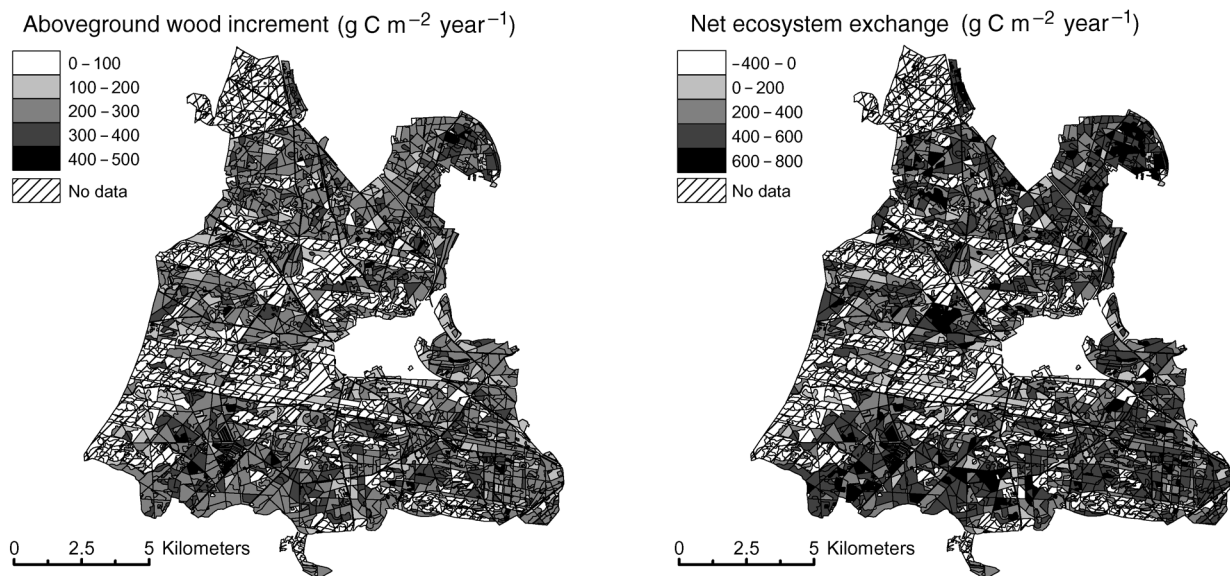 Aboveground wood increment (g C m−2 year−1)
0 – 100
100 – 200
200 – 300
300 – 400
400 – 500
No data
0 2.5 5 Kilometers
Net ecosystem exchange (g C m−2 year−1)
−400 – 0
0 – 200
200 – 400
400 – 600
600 – 800
No data
0 2.5 5 Kilometers